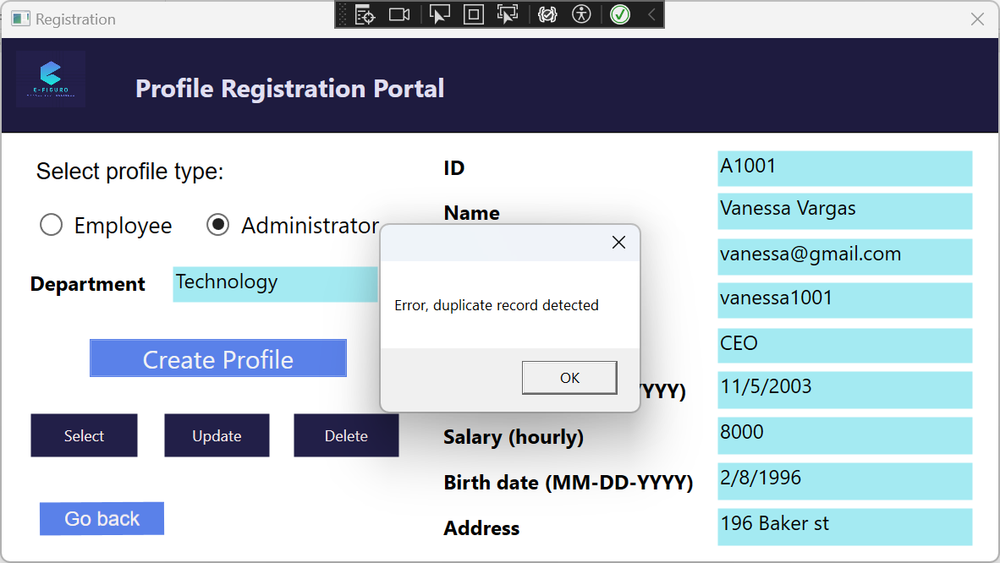 Registration
E-FIGURO
Profile Registration Portal
Select profile type:
Employee
Administrator
Department
Technology
Create Profile
Select
Update
Delete
Go back
ID
A1001
Name
Vanessa Vargas
vanessa@gmail.com
vanessa1001
CEO
YYYY)
11/5/2003
Salary (hourly)
8000
Birth date (MM-DD-YYYY)
2/8/1996
Address
196 Baker st
Error, duplicate record detected
OK